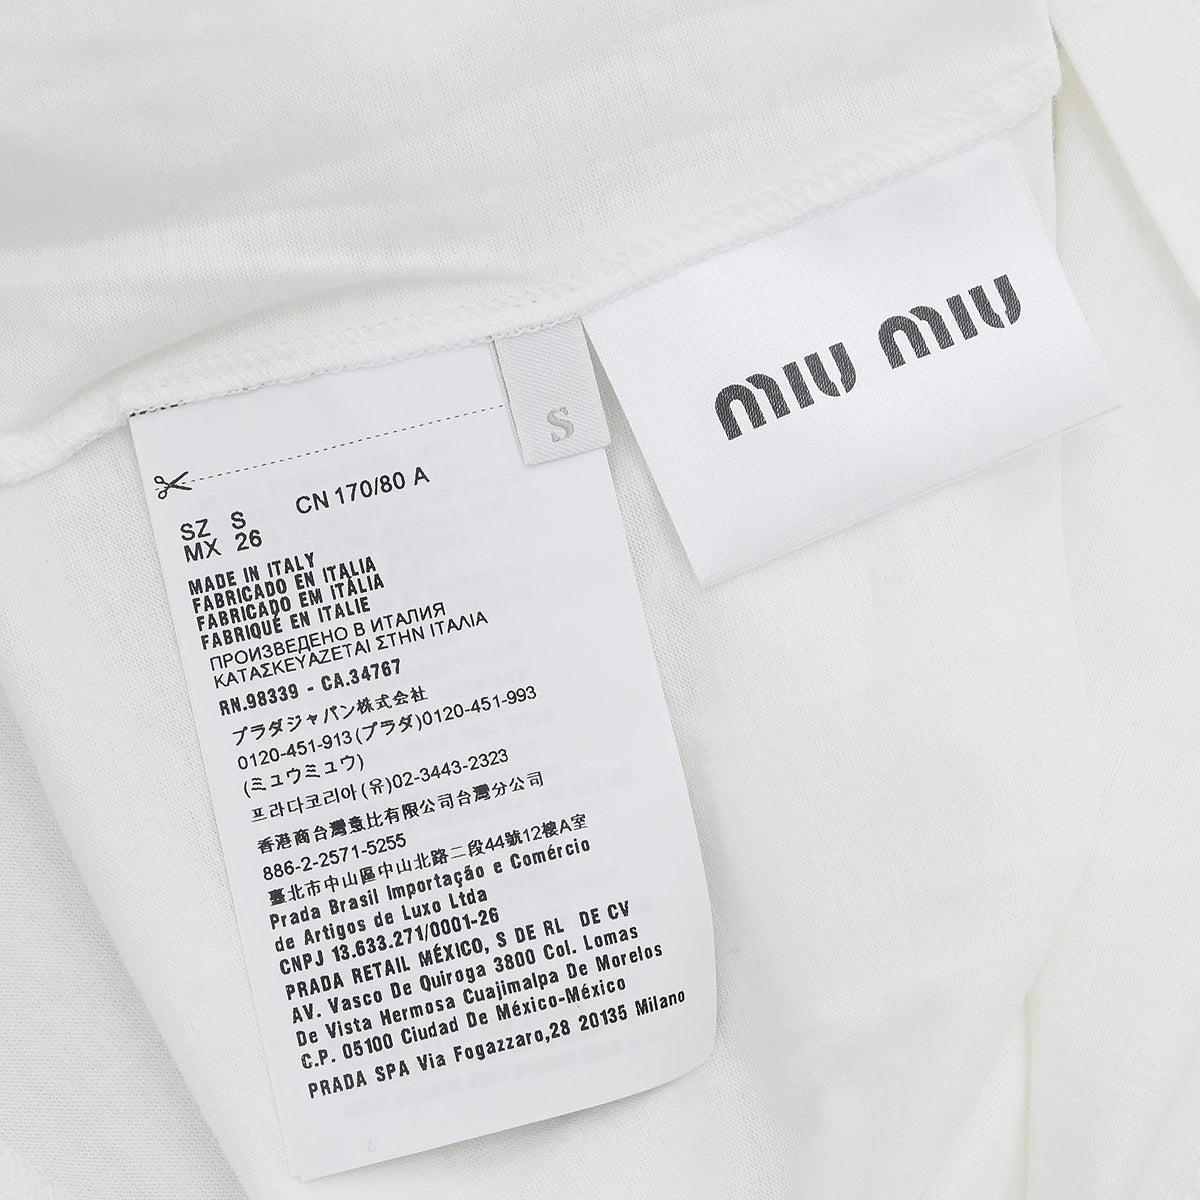 MIU MIU
S
SZ S CN 170/80 A
MX 26
MADE IN ITALY
FABRICADO EN ITALIA
FABRICADO EM ITÁLIA
FABRIQUÉ EN ITALIE
ПРОИЗВЕДЕНО В ИТАЛИЯ
ΚΑΤΑΣΚΕΥΑΖΕΤΑΙ ΣΤΗΝ ΙΤΑΛΙΑ
RN.98339 - CA.34767
プラダジャパン株式会社
0120-451-913(プラダ)0120-451-993
(ミュウミュウ)
프라다코리아(유)02-3443-2323
香港商台灣意比有限公司台灣分公司
886-2-2571-5255
臺北市中山區中山北路二段44號12樓A室
Prada Brasil Importação e Comércio
de Artigos de Luxo Ltda
CNPJ 13.633.271/0001-26
PRADA RETAIL MÉXICO, S DE RL DE CV
AV. Vasco De Quiroga 3800 Col. Lomas
De Vista Hermosa Cuajimalpa De Morelos
C.P. 05100 Ciudad De México-México
PRADA SPA Via Fogazzaro,28 20135 Milano